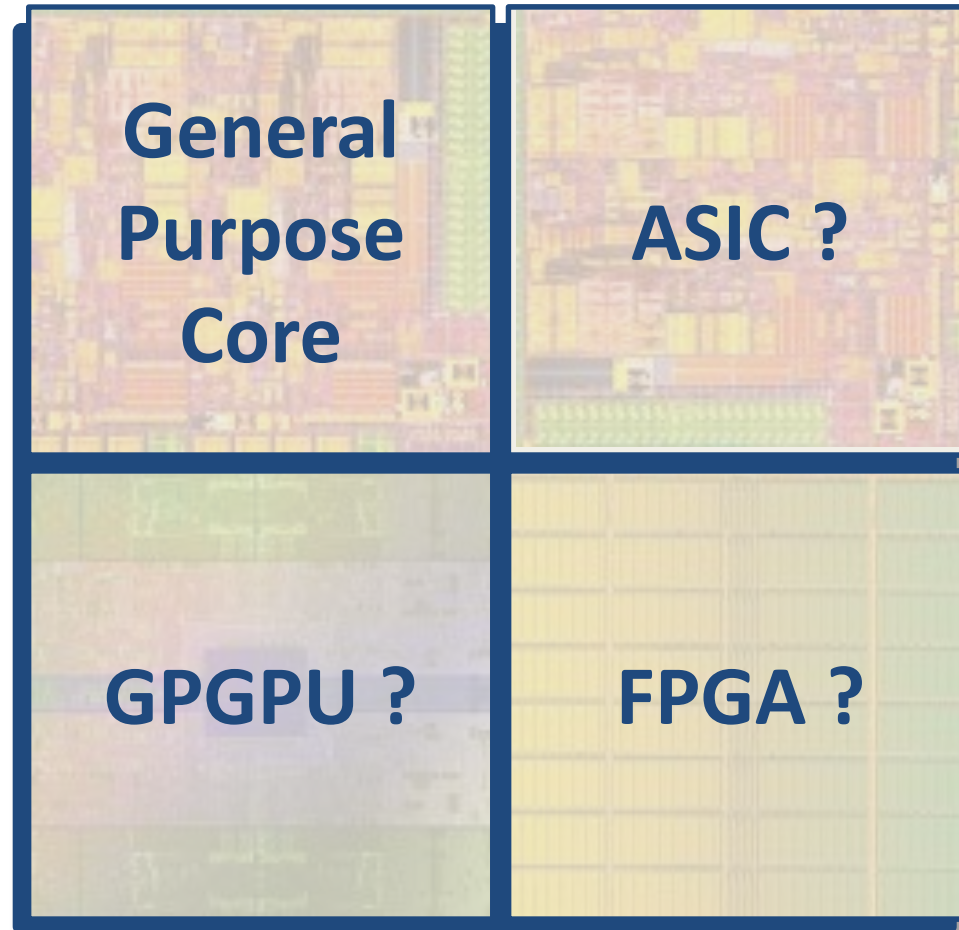 General
Purpose
Core
ASIC ?
GPGPU ?
FPGA ?